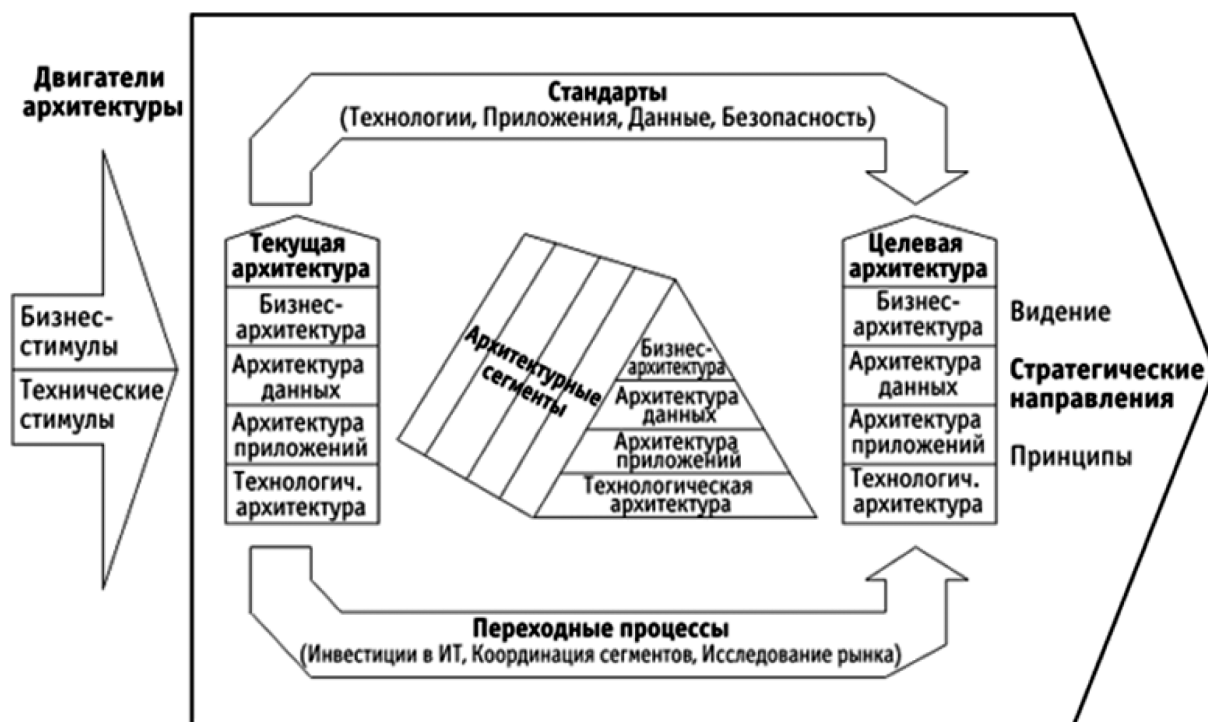 Двигатели
архитектуры
Бизнес-
стимулы
Технические
стимулы
Стандарты
(Технологии, Приложения, Данные, Безопасность)
Текущая
архитектура
Бизнес-
архитектура
Архитектура
данных
Архитектура
приложений
Технологич.
архитектура
Архитектурные
сегменты
Бизнес-
архитектура
Архитектура
данных
Архитектура
приложений
Технологическая
архитектура
Целевая
архитектура
Бизнес-
архитектура
Архитектура
данных
Архитектура
приложений
Технологич.
архитектура
Видение
Стратегические
направления
Принципы
Переходные процессы
(Инвестиции в ИТ, Координация сегментов, Исследование рынка)